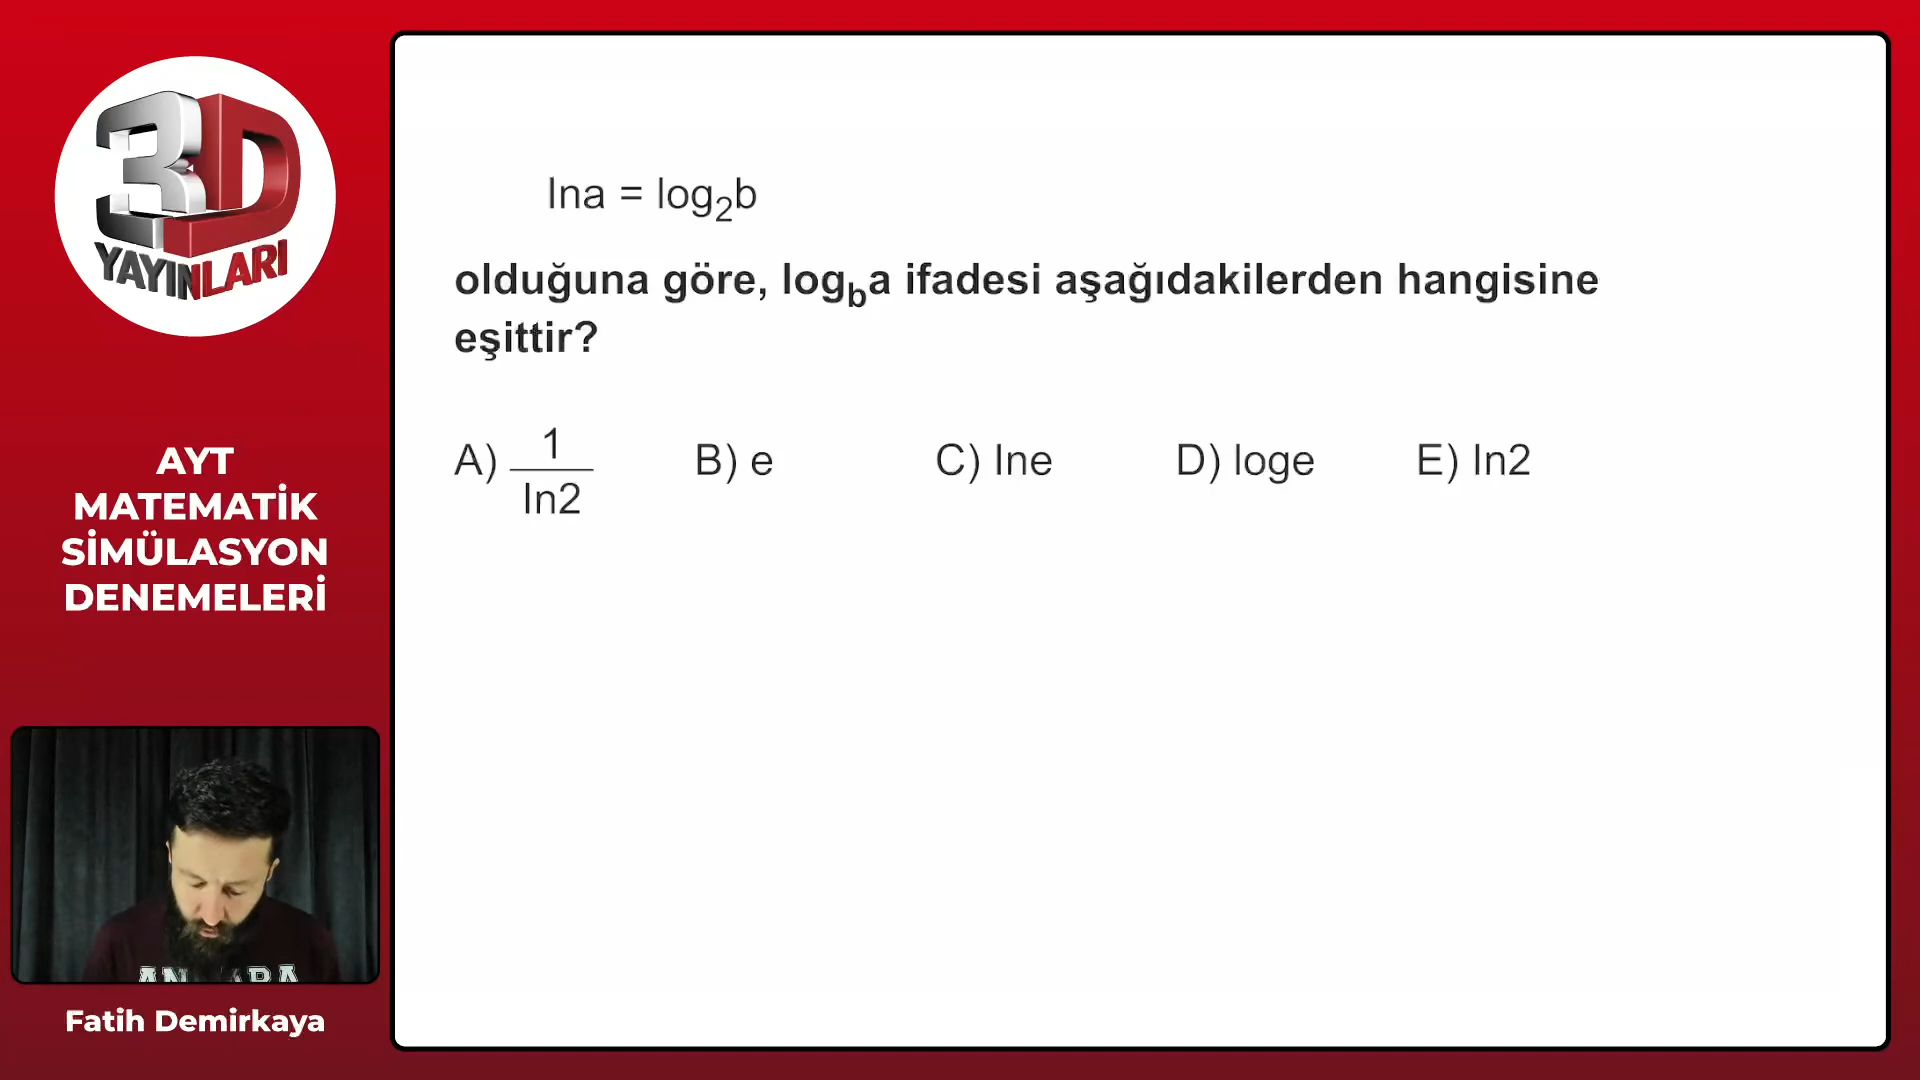 3D
YAYINLARI
AYT
MATEMATİK
SİMÜLASYON
DENEMELERİ
Fatih Demirkaya
lna = log₂b
olduğuna göre, log_b a ifadesi aşağıdakilerden hangisine
eşittir?
A) 1/ln2 B) e C) lne D) loge E) ln2